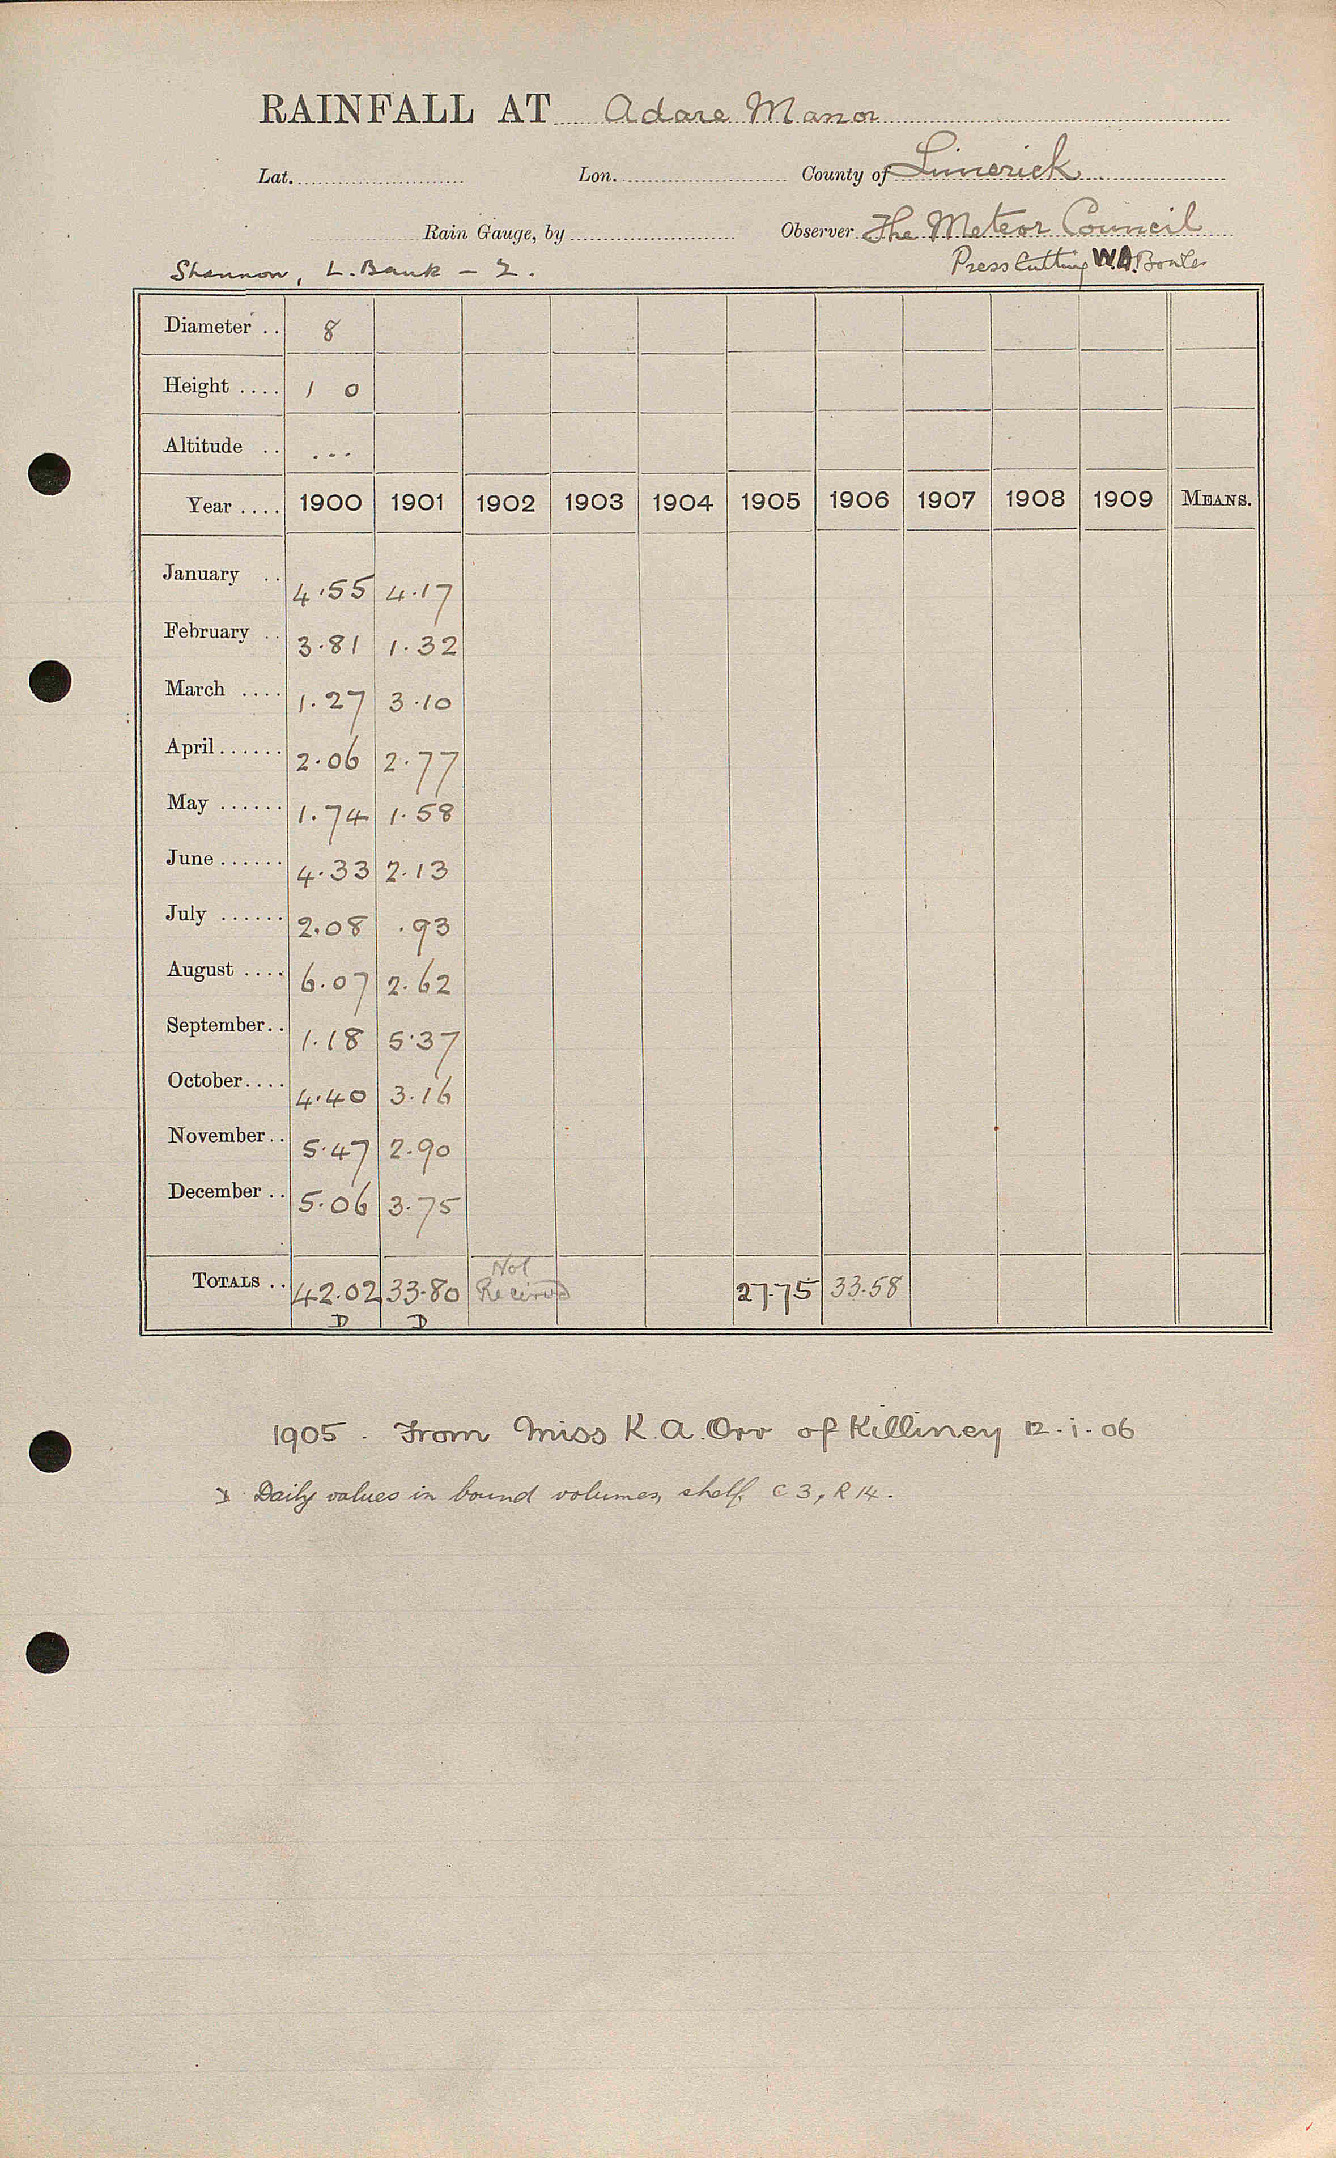 RAINFALL AT Adare Manor
Lat. Lon. County of Limerick
Rain Gauge, by Observer The Meteor Council
Shannon, L. Bank - 2. Press Cutting W.A. Bowles
Diameter .. 8
Height .... 1 0
Altitude .. ...
Year .... 1900 1901 1902 1903 1904 1905 1906 1907 1908 1909 MEANS.
January .. 4.55 4.17
February .. 3.81 1.32
March .... 1.27 3.10
April ...... 2.06 2.77
May ...... 1.74 1.58
June ...... 4.33 2.13
July ...... 2.08 .93
August .... 6.07 2.62
September .. 1.18 5.37
October .... 4.40 3.16
November .. 5.47 2.90
December .. 5.06 3.75
TOTALS .. 42.02 33.80 Not Received 27.75 33.58
D D
1905. From Miss K. A. Orr of Killiney 12.1.06
D Daily values in bound volumes, shelf C 3, R 14.